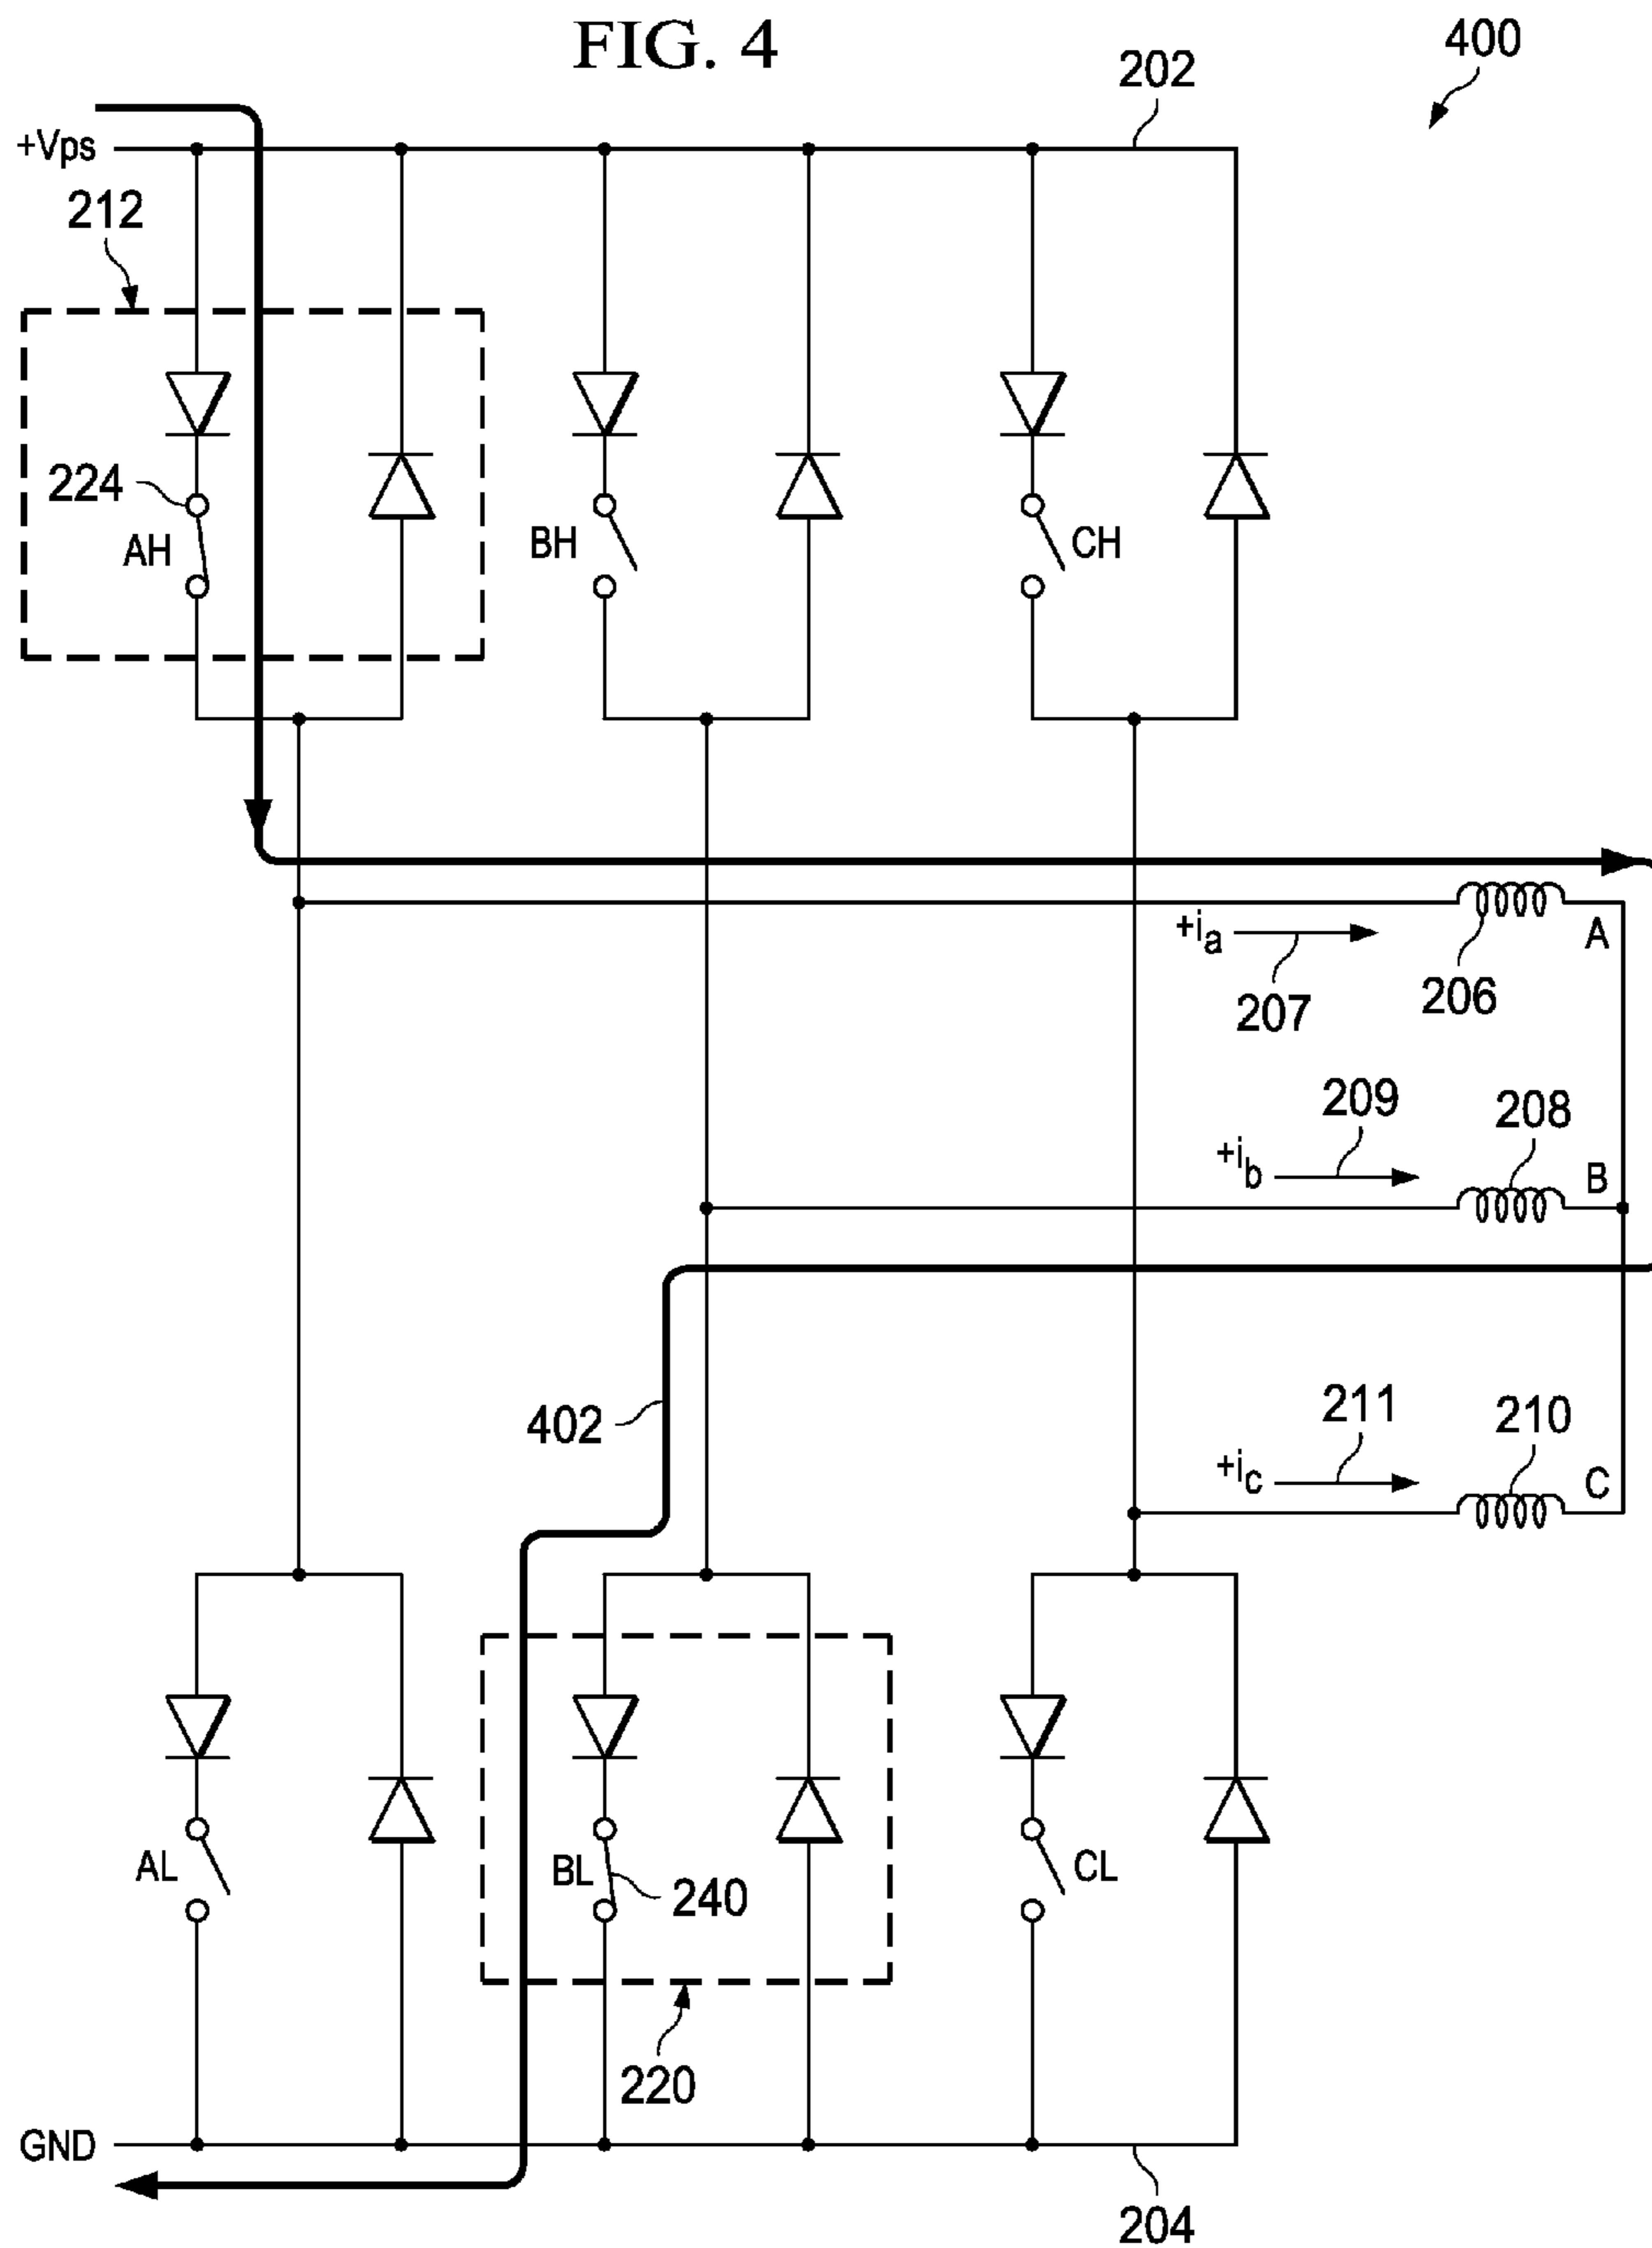 FIG. 4
400
202
+Vps
212
224
AH
BH
CH
+ia
A
207
206
209
208
+ib
B
402
211
210
+ic
C
AL
BL
240
CL
220
GND
204